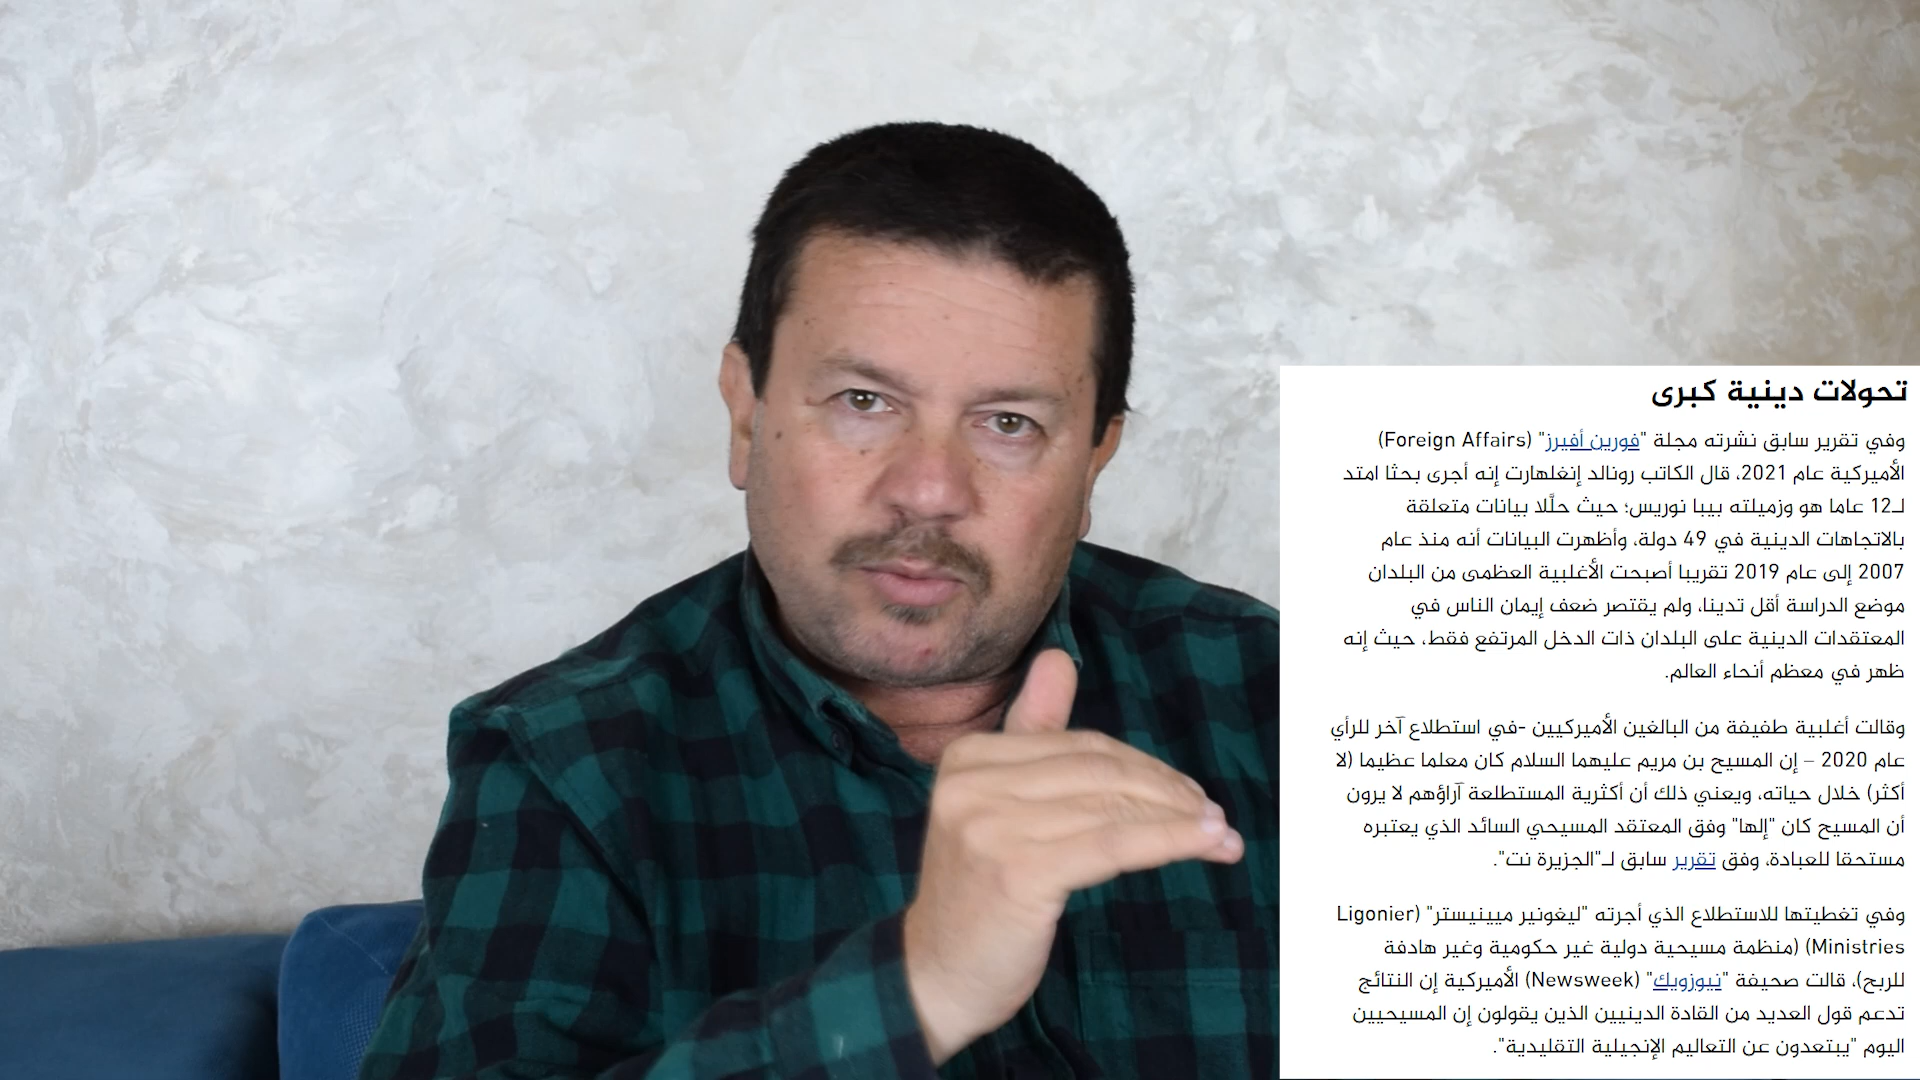 تحولات دينية كبرى
وفي تقرير سابق نشرته مجلة "فورين أفيرز" (Foreign Affairs)
الأميركية عام 2021، قال الكاتب رونالد إنغلهارت إنه أجرى بحثا امتد
لـ12 عاما هو وزميلته بيبا نوريس؛ حيث حلَّلا بيانات متعلقة
بالاتجاهات الدينية في 49 دولة، وأظهرت البيانات أنه منذ عام
2007 إلى عام 2019 تقريبا أصبحت الأغلبية العظمى من البلدان
موضع الدراسة أقل تدينا، ولم يقتصر ضعف إيمان الناس في
المعتقدات الدينية على البلدان ذات الدخل المرتفع فقط، حيث إنه
ظهر في معظم أنحاء العالم.
وقالت أغلبية طفيفة من البالغين الأميركيين -في استطلاع آخر للرأي
عام 2020 – إن المسيح بن مريم عليهما السلام كان معلما عظيما (لا
أكثر) خلال حياته، ويعني ذلك أن أكثرية المستطلعة آراؤهم لا يرون
أن المسيح كان "إلها" وفق المعتقد المسيحي السائد الذي يعتبره
مستحقا للعبادة، وفق تقرير سابق لـ"الجزيرة نت".
وفي تغطيتها للاستطلاع الذي أجرته "ليغونير ميينيستر" (Ligonier
Ministries) (منظمة مسيحية دولية غير حكومية وغير هادفة
للربح)، قالت صحيفة "نيوزويك" (Newsweek) الأميركية إن النتائج
تدعم قول العديد من القادة الدينيين الذين يقولون إن المسيحيين
اليوم "يبتعدون عن التعاليم الإنجيلية التقليدية".